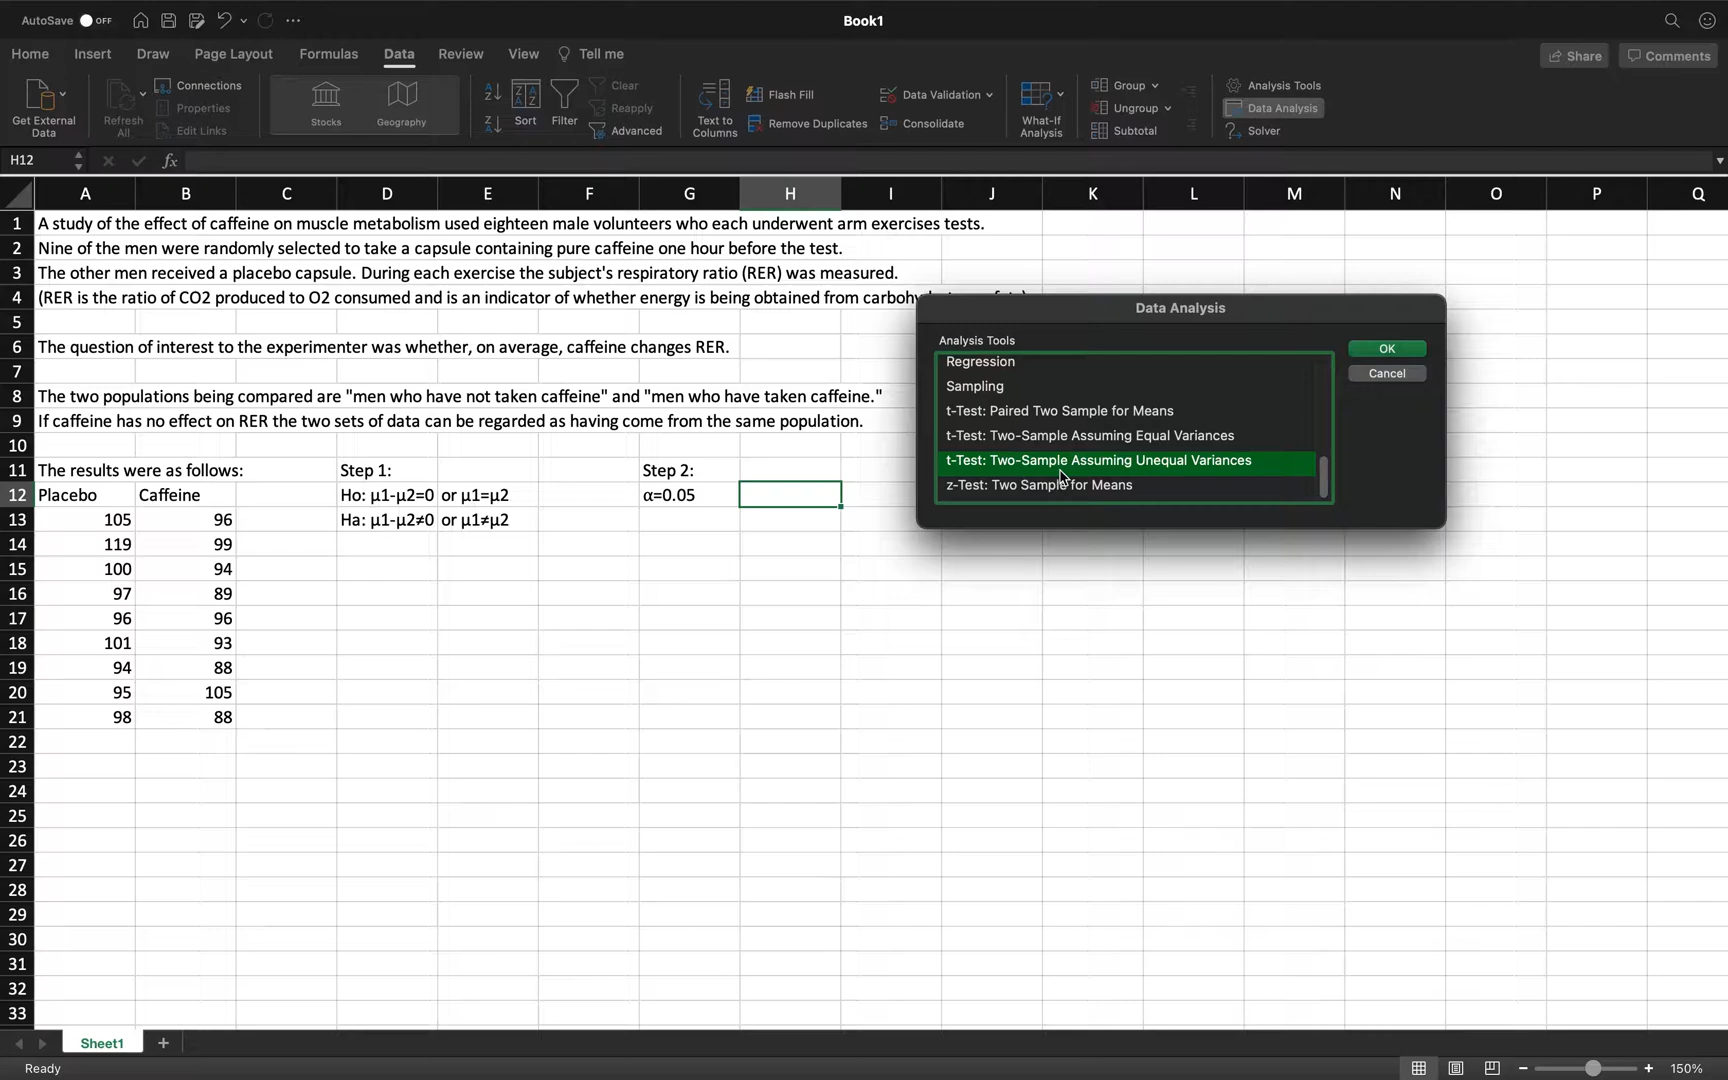 AutoSave OFF
Book1
Home Insert Draw Page Layout Formulas Data Review View Tell me
Share Comments
Get External Data
Refresh All
Connections
Properties
Edit Links
Stocks
Geography
Sort
Filter
Clear
Reapply
Advanced
Text to Columns
Flash Fill
Remove Duplicates
Data Validation
Consolidate
What-If Analysis
Group
Ungroup
Subtotal
Analysis Tools
Data Analysis
Solver
H12
fx
A B C D E F G H I J K L M N O P Q
1 A study of the effect of caffeine on muscle metabolism used eighteen male volunteers who each underwent arm exercises tests.
2 Nine of the men were randomly selected to take a capsule containing pure caffeine one hour before the test.
3 The other men received a placebo capsule. During each exercise the subject's respiratory ratio (RER) was measured.
4 (RER is the ratio of CO2 produced to O2 consumed and is an indicator of whether energy is being obtained from
5
6 The question of interest to the experimenter was whether, on average, caffeine changes RER.
7
8 The two populations being compared are "men who have not taken caffeine" and "men who have taken caffeine."
9 If caffeine has no effect on RER the two sets of data can be regarded as having come from the same population.
10
11 The results were as follows: Step 1: Step 2:
12 Placebo Caffeine Ho: μ1-μ2=0 or μ1=μ2 α=0.05
13 105 96 Ha: μ1-μ2≠0 or μ1≠μ2
14 119 99
15 100 94
16 97 89
17 96 96
18 101 93
19 94 88
20 95 105
21 98 88
22
23
24
25
26
27
28
29
30
31
32
33
Data Analysis
Analysis Tools
Regression
Sampling
t-Test: Paired Two Sample for Means
t-Test: Two-Sample Assuming Equal Variances
t-Test: Two-Sample Assuming Unequal Variances
z-Test: Two Sample for Means
OK
Cancel
Sheet1
Ready
150%